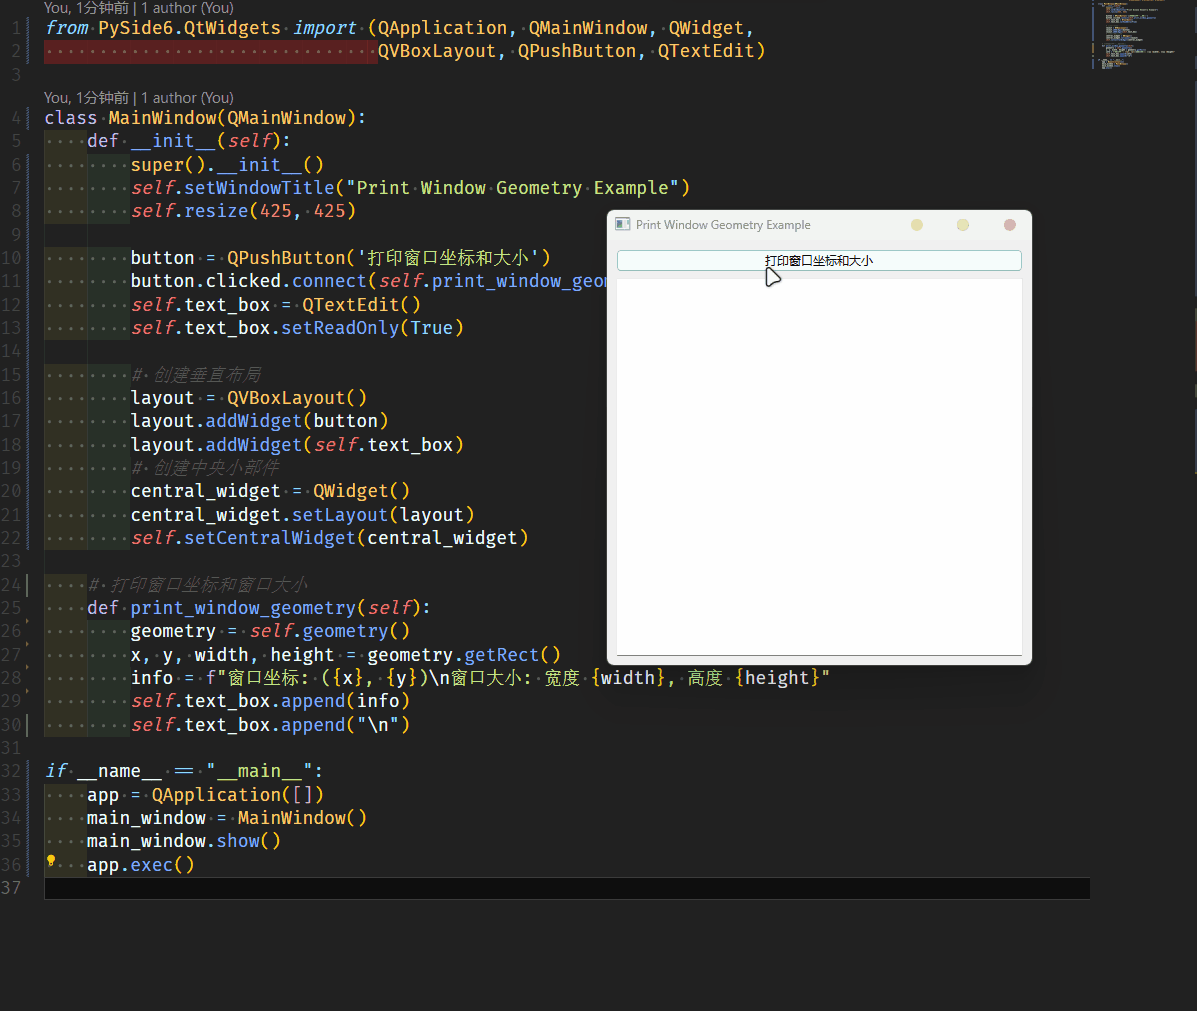 You, 1分钟前 | 1 author (You)
1 from PySide6.QtWidgets import (QApplication, QMainWindow, QWidget,
2 QVBoxLayout, QPushButton, QTextEdit)
3
You, 1分钟前 | 1 author (You)
4 class MainWindow(QMainWindow):
5 def __init__(self):
6 super().__init__()
7 self.setWindowTitle("Print Window Geometry Example")
8 self.resize(425, 425)
9
10 button = QPushButton('打印窗口坐标和大小')
11 button.clicked.connect(self.print_window_geo
12 self.text_box = QTextEdit()
13 self.text_box.setReadOnly(True)
14
15 # 创建垂直布局
16 layout = QVBoxLayout()
17 layout.addWidget(button)
18 layout.addWidget(self.text_box)
19 # 创建中央小部件
20 central_widget = QWidget()
21 central_widget.setLayout(layout)
22 self.setCentralWidget(central_widget)
23
24 # 打印窗口坐标和窗口大小
25 def print_window_geometry(self):
26 geometry = self.geometry()
27 x, y, width, height = geometry.getRect()
28 info = f"窗口坐标: ({x}, {y})\n窗口大小: 宽度 {width}, 高度 {height}"
29 self.text_box.append(info)
30 self.text_box.append("\n")
31
32 if __name__ == "__main__":
33 app = QApplication([])
34 main_window = MainWindow()
35 main_window.show()
36 app.exec()
37
Print Window Geometry Example
打印窗口坐标和大小